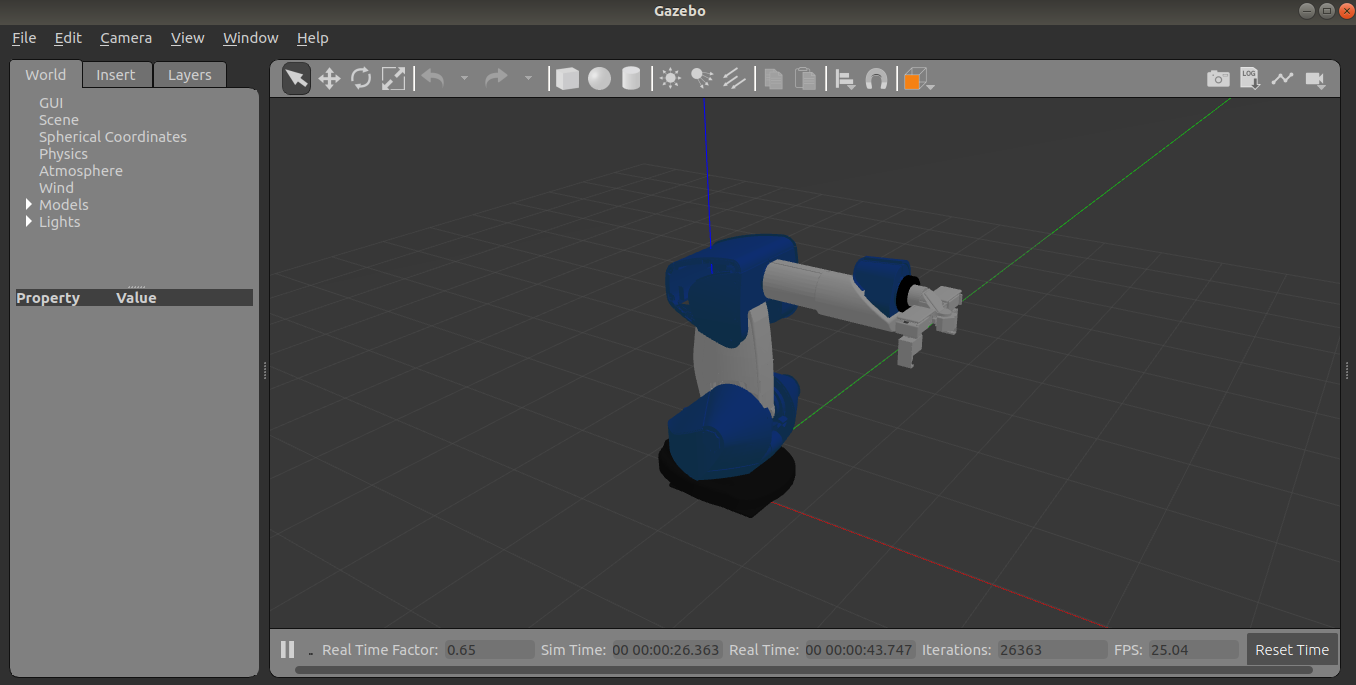 Gazebo
File Edit Camera View Window Help
World Insert Layers
LOG
GUI
Scene
Spherical Coordinates
Physics
Atmosphere
Wind
Models
Lights
Property Value
Real Time Factor: 0.65 Sim Time: 00 00:00:26.363 Real Time: 00 00:00:43.747 Iterations: 26363 FPS: 25.04 Reset Time